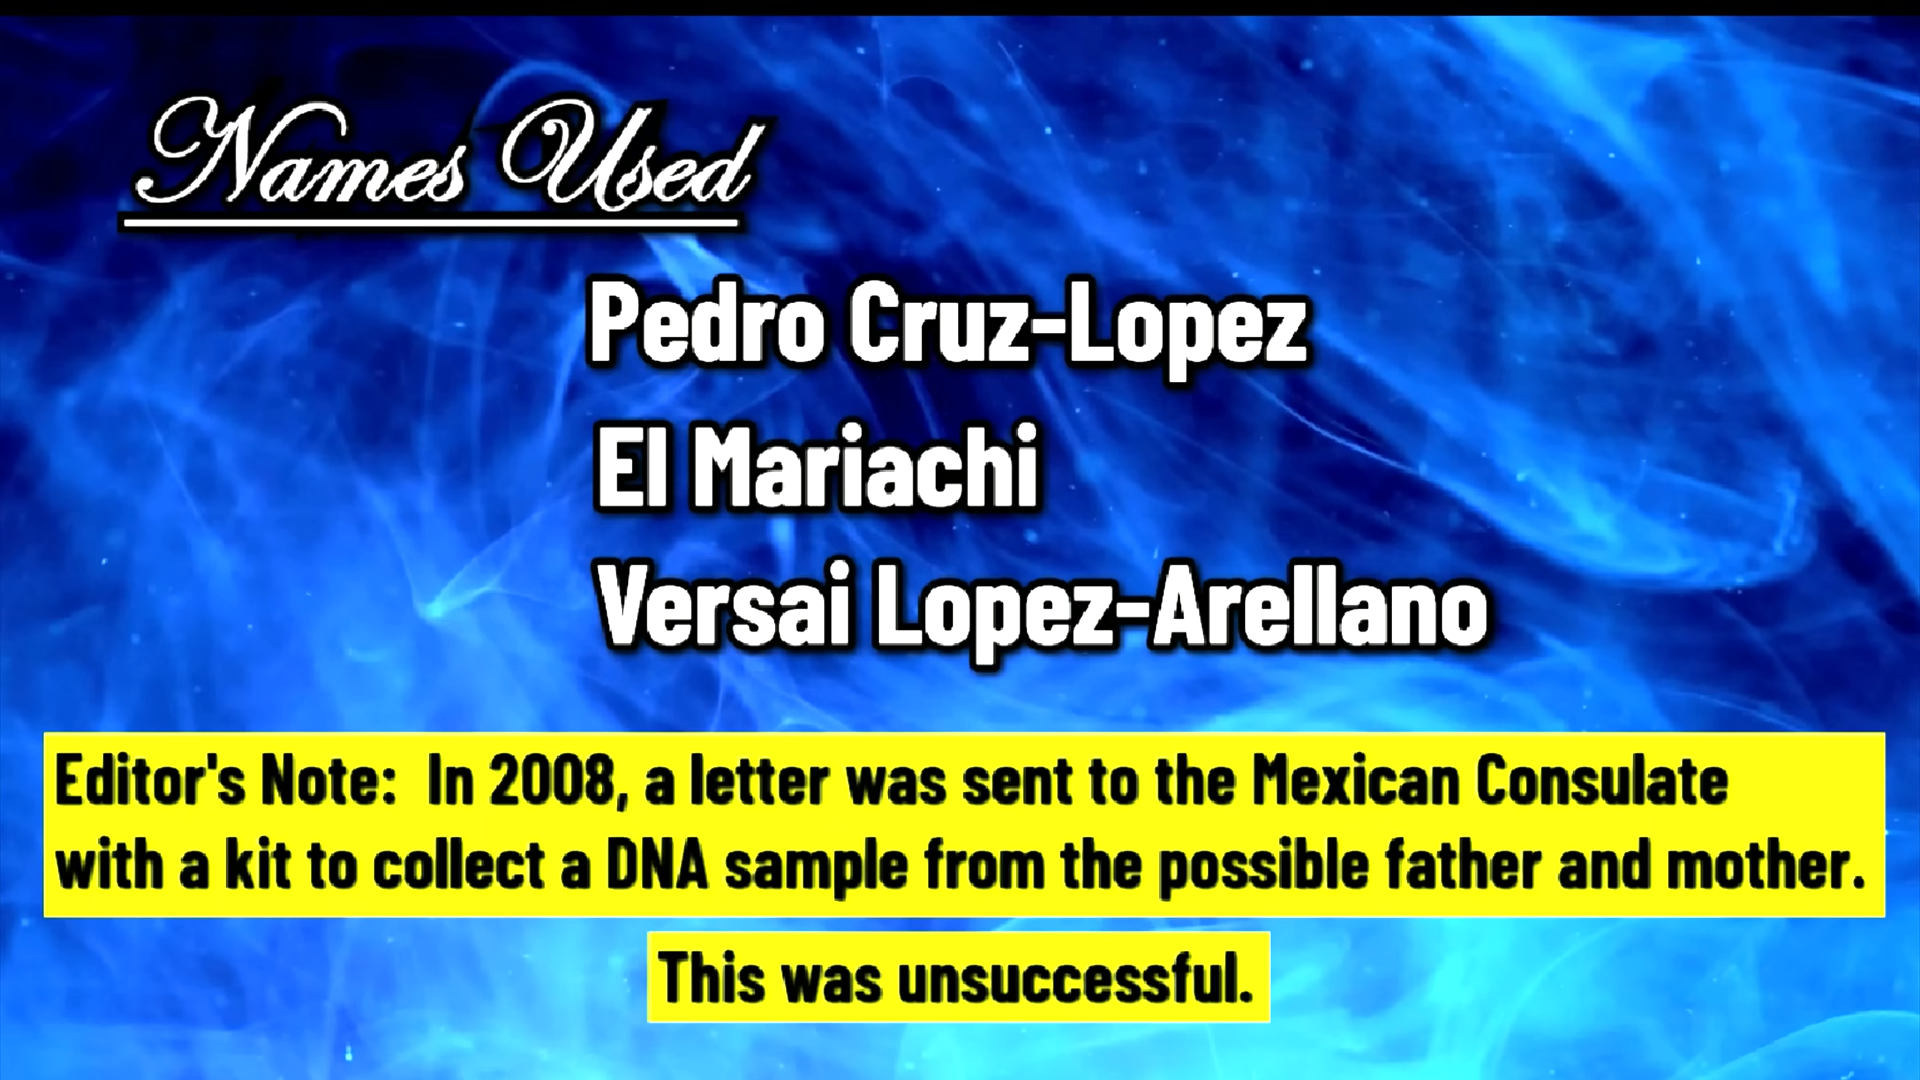 Names Used
Pedro Cruz-Lopez
El Mariachi
Versai Lopez-Arellano
Editor's Note:  In 2008, a letter was sent to the Mexican Consulate
with a kit to collect a DNA sample from the possible father and mother.
This was unsuccessful.